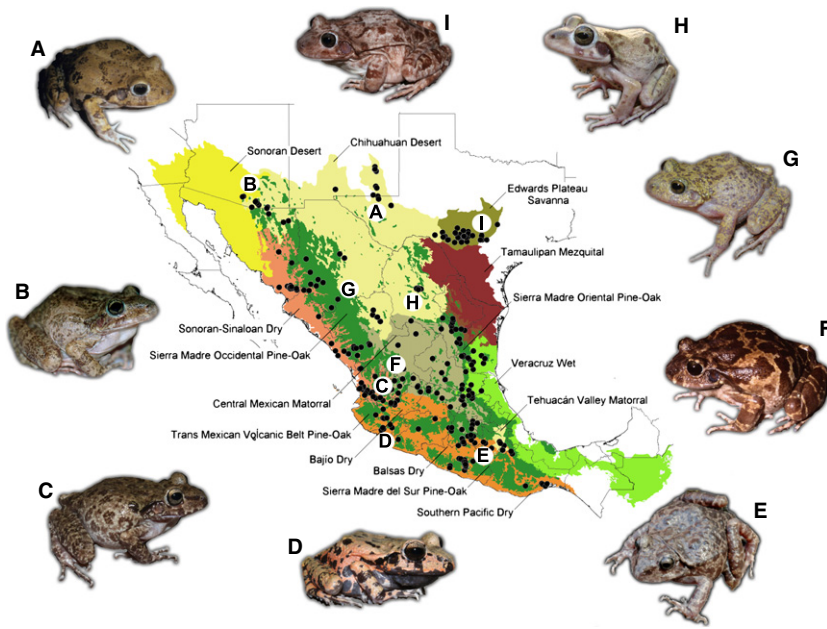 I
H
A
Sonoran Desert
Chihuahuan Desert
B
G
Edwards Plateau
Savanna
A
I
Tamaulipan Mezquital
B
G
H
Sierra Madre Oriental Pine-Oak
Sonoran-Sinaloan Dry
F
Sierra Madre Occidental Pine-Oak
F
Veracruz Wet
C
Central Mexican Matorral
Tehuacán Valley Matorral
Trans Mexican Volcanic Belt Pine-Oak
D
Bajío Dry
E
Balsas Dry
Sierra Madre del Sur Pine-Oak
C
Southern Pacific Dry
E
D